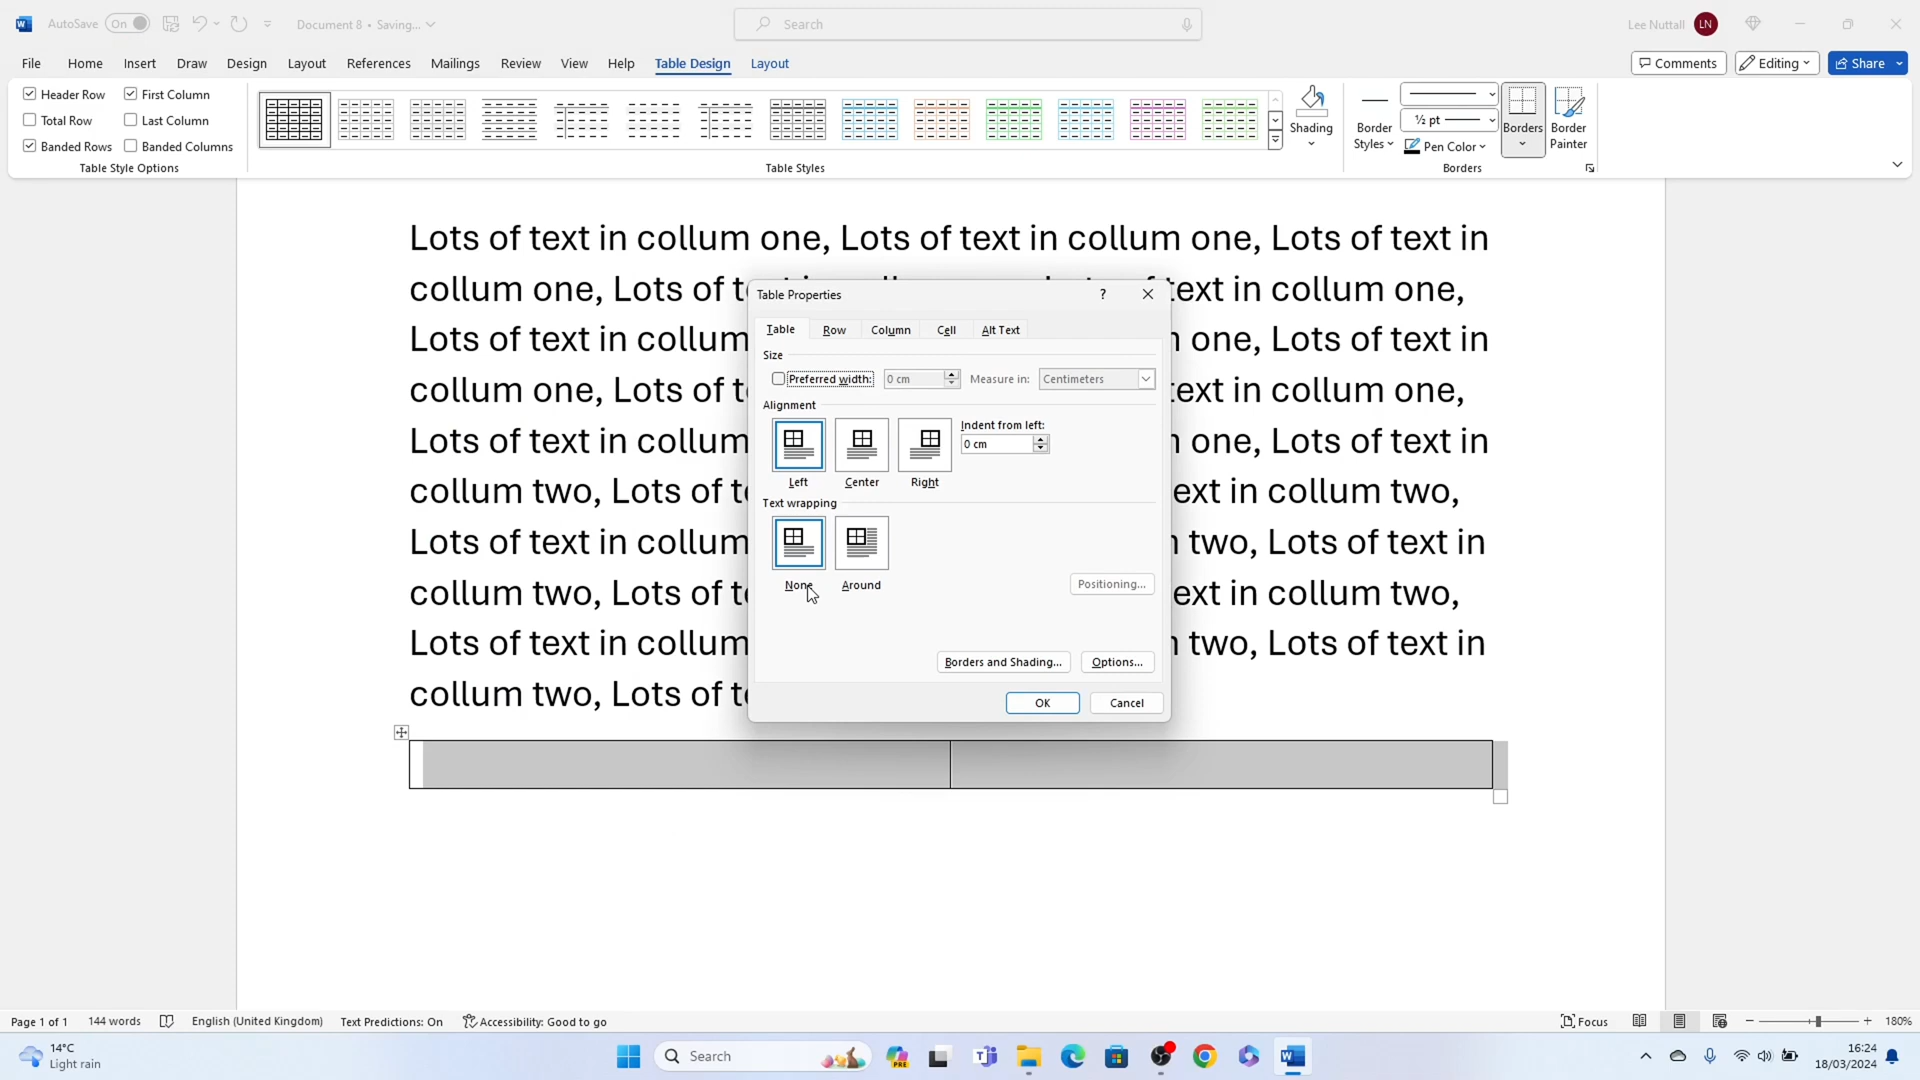 AutoSave On Document 8 • Saving... Search Lee Nuttall LN
File Home Insert Draw Design Layout References Mailings Review View Help Table Design Layout Comments Editing Share
Header Row First Column
Total Row Last Column
Banded Rows Banded Columns
Table Style Options
Table Styles
Shading
Border Styles
½ pt
Pen Color
Borders
Border Painter
Borders
Lots of text in collum one, Lots of text in collum one, Lots of text in
collum one, Lots of t ext in collum one,
Lots of text in collum one, Lots of text in
collum one, Lots of t ext in collum one,
Lots of text in collum one, Lots of text in
collum two, Lots of t ext in collum two,
Lots of text in collum two, Lots of text in
collum two, Lots of t ext in collum two,
Lots of text in collum two, Lots of text in
collum two, Lots of t
Table Properties ?
Table Row Column Cell Alt Text
Size
Preferred width: 0 cm Measure in: Centimeters
Alignment
Indent from left:
0 cm
Left Center Right
Text wrapping
None Around Positioning...
Borders and Shading... Options...
OK Cancel
Page 1 of 1 144 words English (United Kingdom) Text Predictions: On Accessibility: Good to go Focus 180%
14°C
Light rain
Search
PRE
16:24
18/03/2024